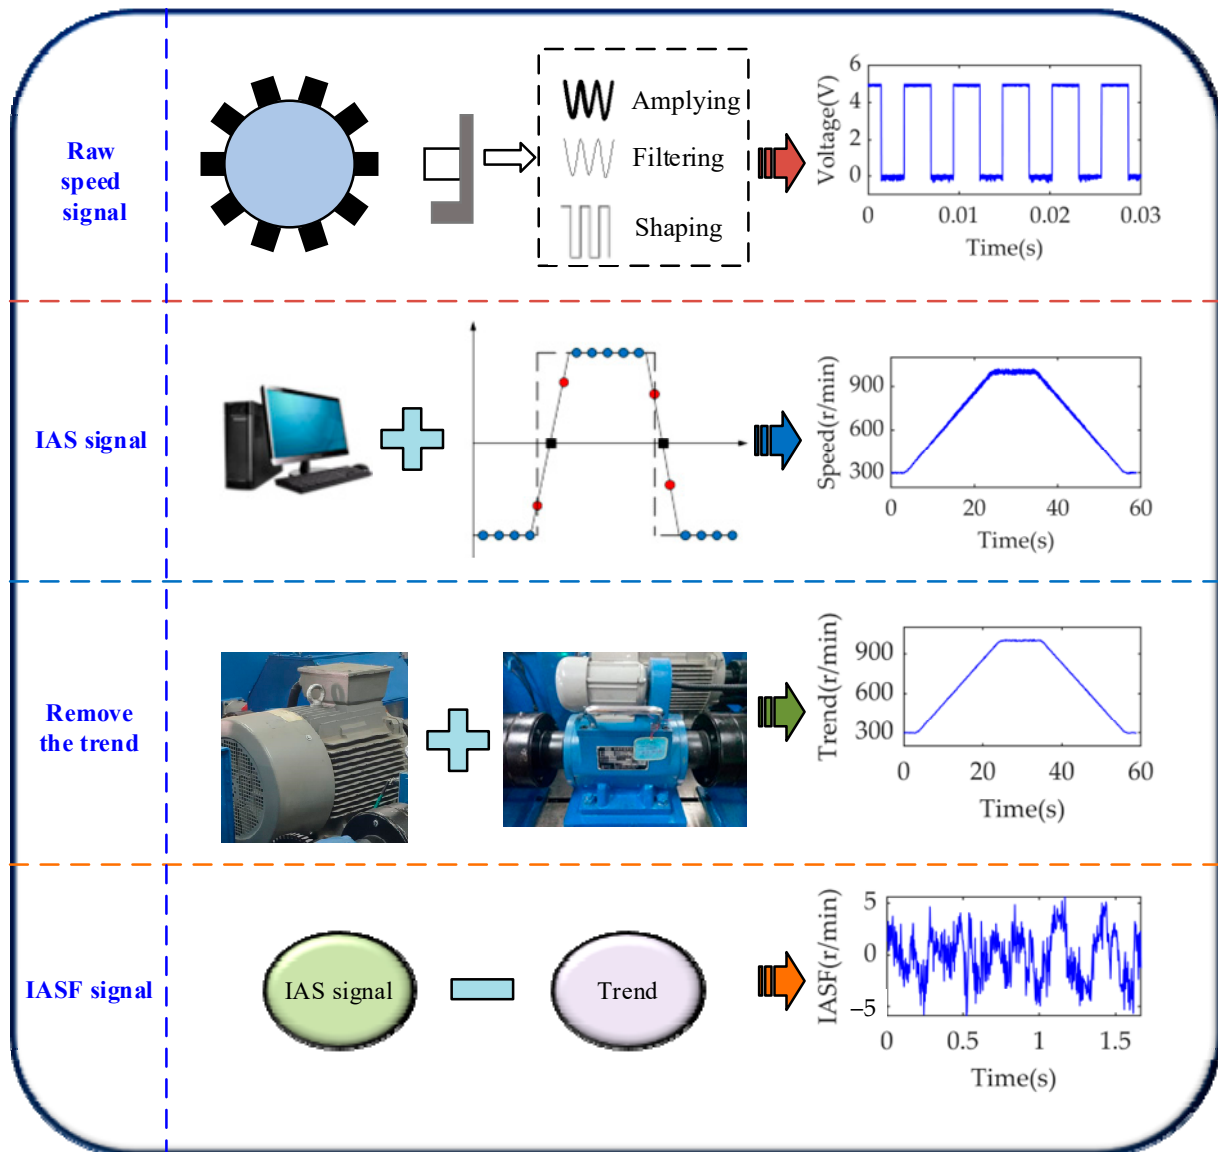 Raw
speed
signal
Amplying
Filtering
Shaping
Voltage(V)
6
4
2
0
0 0.01 0.02 0.03
Time(s)
IAS signal
Speed(r/min)
900
600
300
0 20 40 60
Time(s)
Remove
the trend
Trend(r/min)
900
600
300
0 20 40 60
Time(s)
IASF signal
IAS signal
Trend
IASF(r/min)
5
0
−5
0 0.5 1 1.5
Time(s)